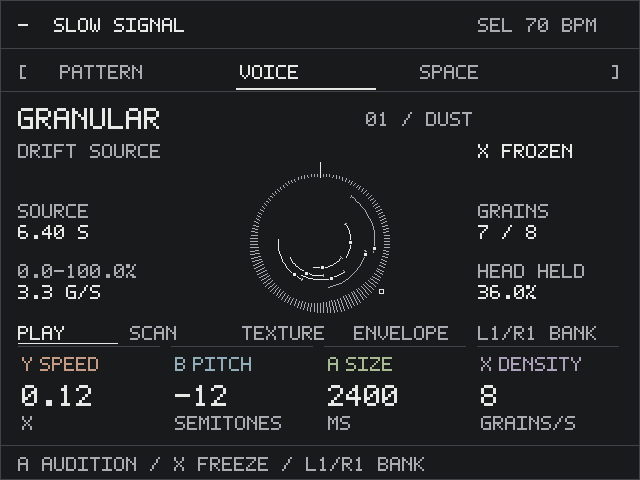 – SLOW SIGNAL SEL 70 BPM
[ PATTERN VOICE SPACE ]
GRANULAR 01 / DUST
DRIFT SOURCE X FROZEN
SOURCE GRAINS
6.40 S 7 / 8
0.0–100.0% HEAD HELD
3.3 G/S 36.0%
PLAY SCAN TEXTURE ENVELOPE L1/R1 BANK
Y SPEED B PITCH A SIZE X DENSITY
0.12 –12 2400 8
X SEMITONES MS GRAINS/S
A AUDITION / X FREEZE / L1/R1 BANK